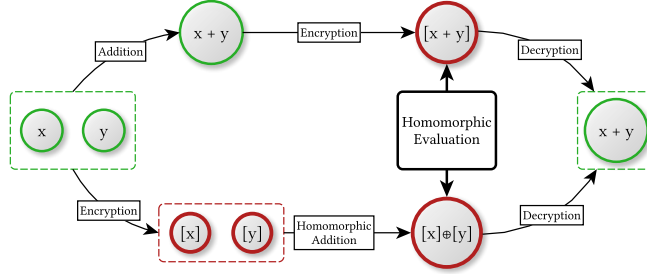 x + y
Encryption
[x + y]
Addition
Decryption
x
y
Homomorphic
Evaluation
x + y
Encryption
[x]
[y]
Homomorphic
Addition
[x]⊕[y]
Decryption